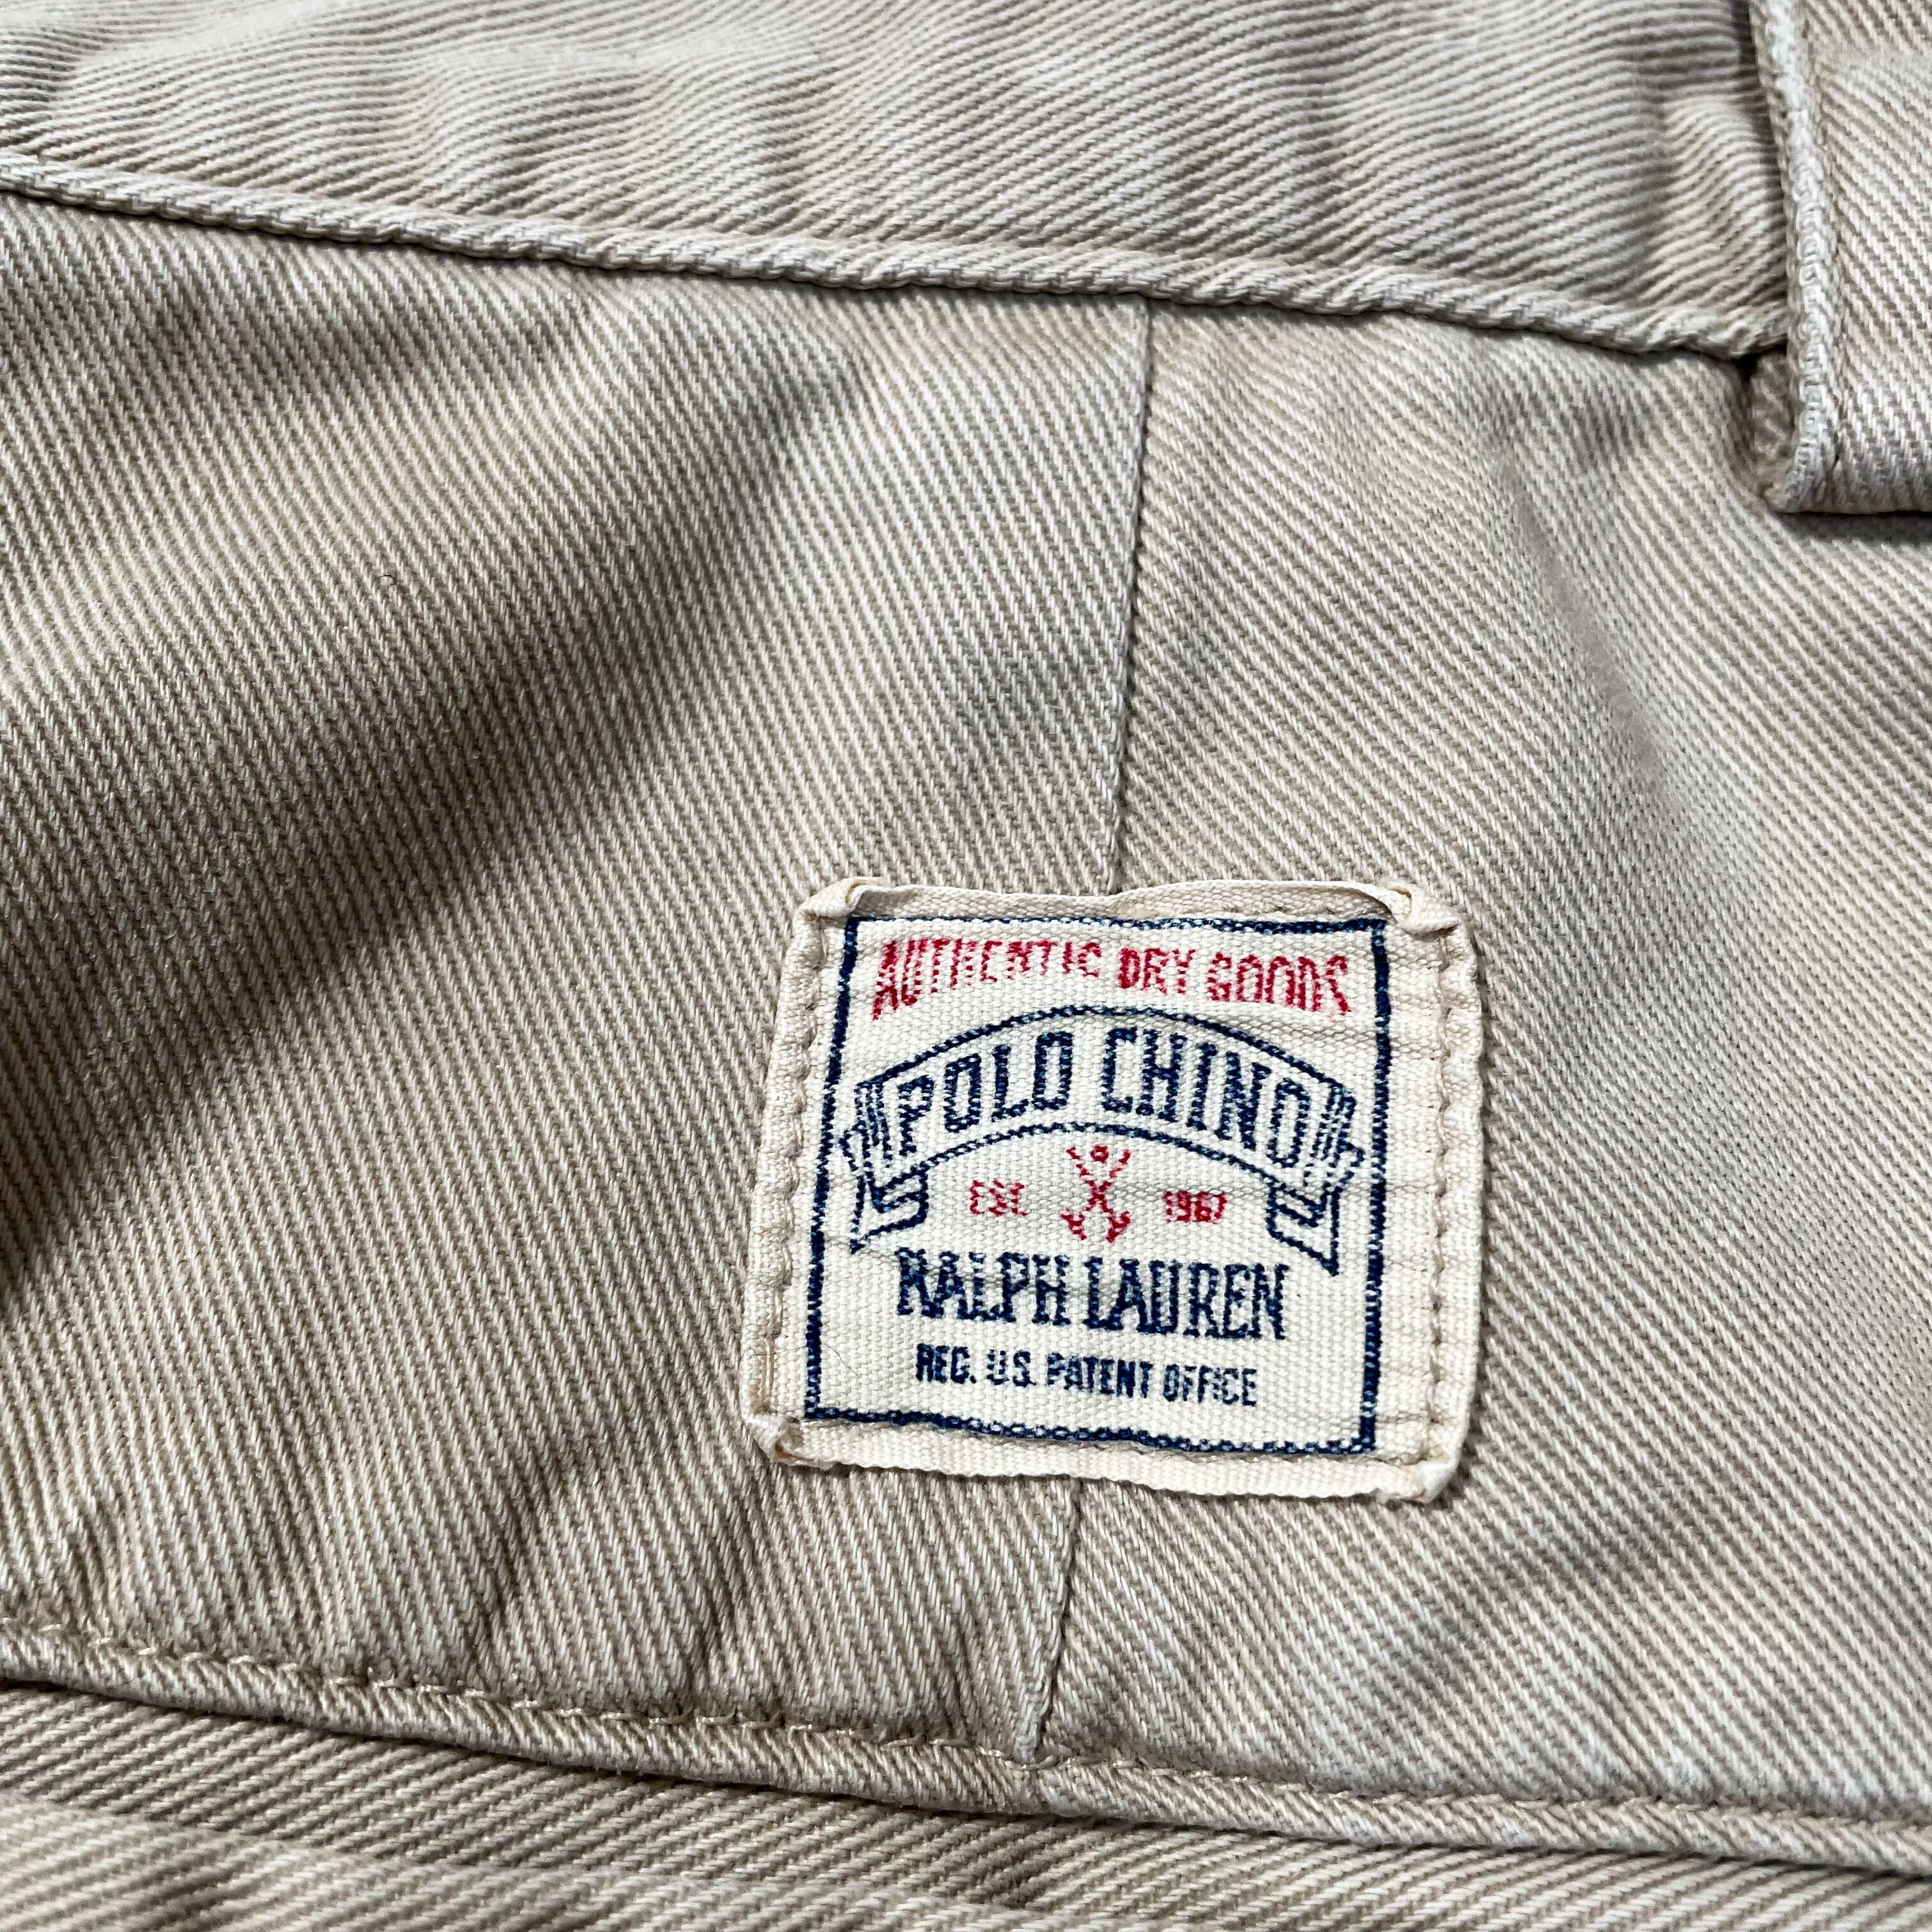 AUTHENTIC DRY GOODS
POLO CHINO
EST. 1967
RALPH LAUREN
REG. U.S. PATENT OFFICE